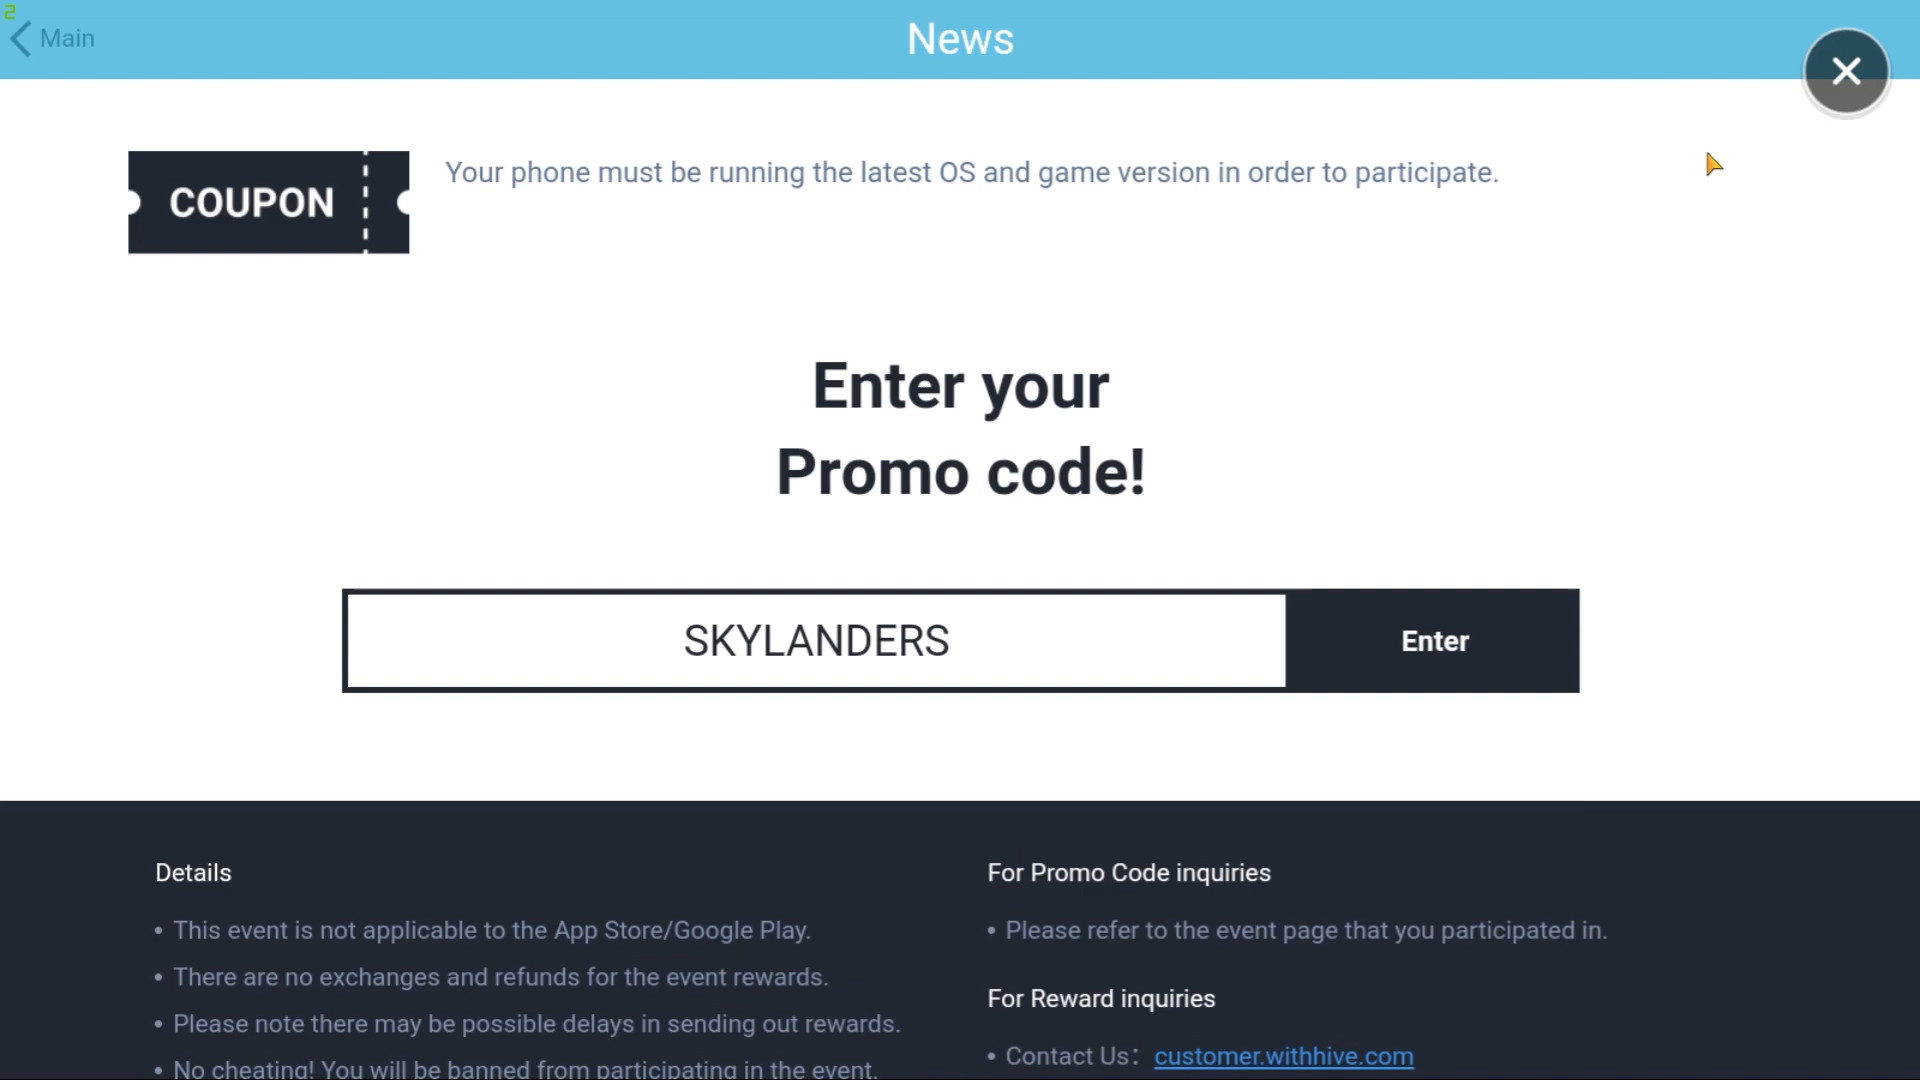 2
Main
News
COUPON
Your phone must be running the latest OS and game version in order to participate.
Enter your
Promo code!
SKYLANDERS
Enter
Details
• This event is not applicable to the App Store/Google Play.
• There are no exchanges and refunds for the event rewards.
• Please note there may be possible delays in sending out rewards.
• No cheating! You will be banned from participating in the event.
For Promo Code inquiries
• Please refer to the event page that you participated in.
For Reward inquiries
• Contact Us: customer.withhive.com